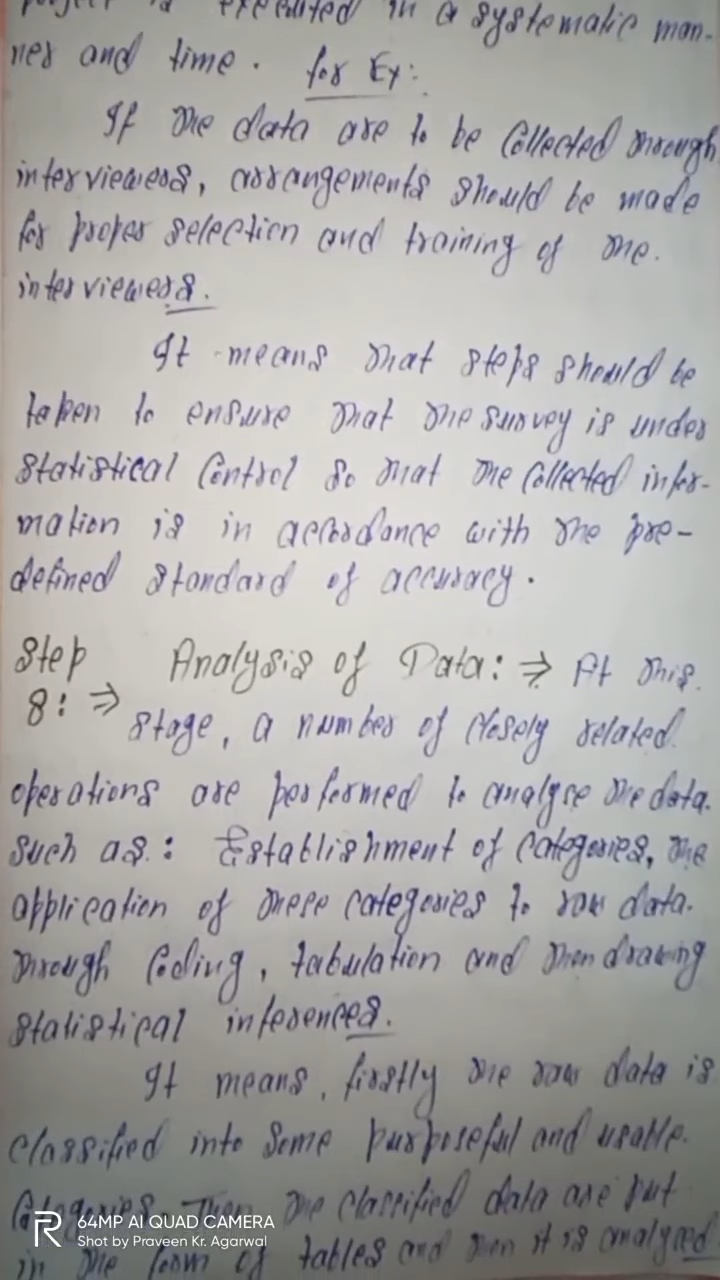 project is executed in a systematic man-
ner and time. for Ex:
If the data are to be Collected through
interviewers, arrangements should be made
for proper selection and training of the.
interviewers.
It means that steps should be
taken to ensure that the survey is under
Statistical Control so that the Collected infor-
mation is in accordance with the pre-
defined standard of accuracy.
Step Analysis of Data: ⇒ At this.
8: ⇒ stage, a number of closely related
operations are performed to analyse the data.
such as: Establishment of categories, the
application of these categories to raw data.
through Coding, tabulation and then drawing
statistical inferences.
It means, firstly the raw data is
classified into some purposeful and usable.
Categories. Then the classified data are put
in the form of tables and then it is analysed
64MP AI QUAD CAMERA
Shot by Praveen Kr. Agarwal